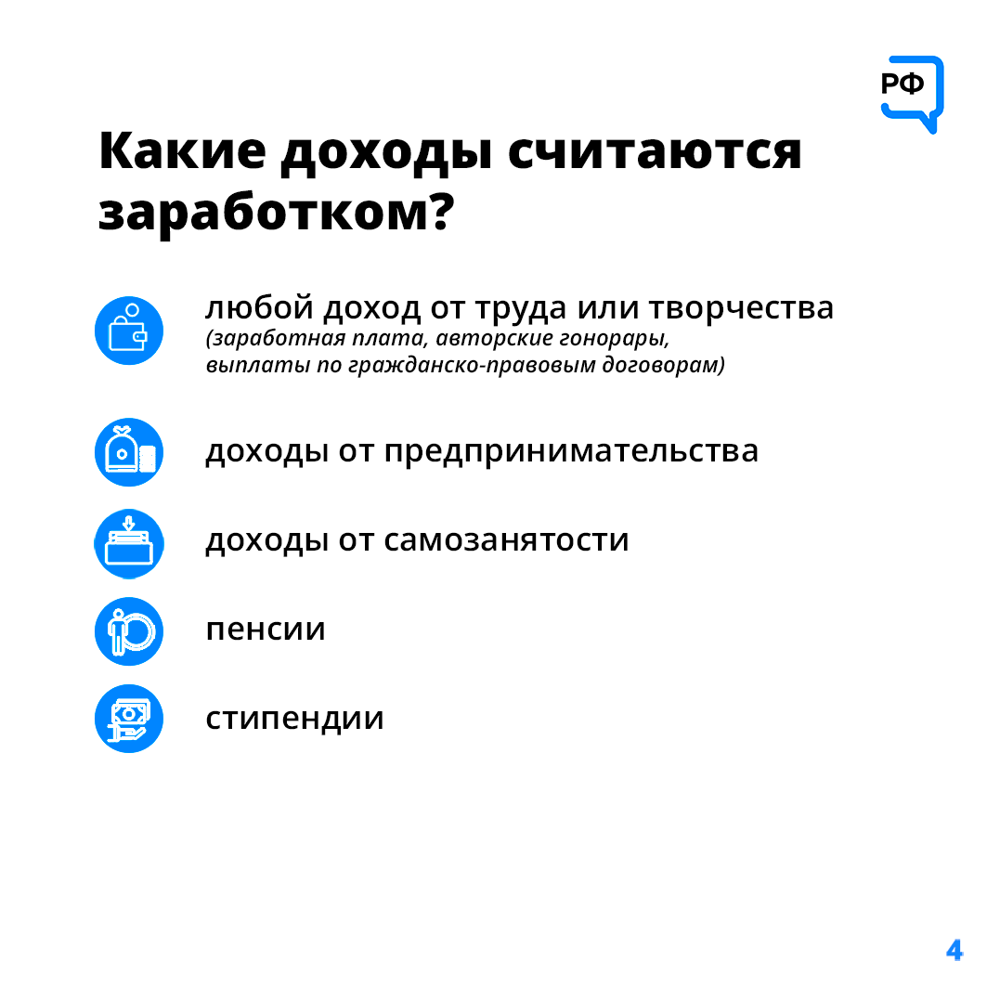 РФ
Какие доходы считаются
заработком?
любой доход от труда или творчества
(заработная плата, авторские гонорары,
выплаты по гражданско-правовым договорам)
доходы от предпринимательства
доходы от самозанятости
пенсии
стипендии
4